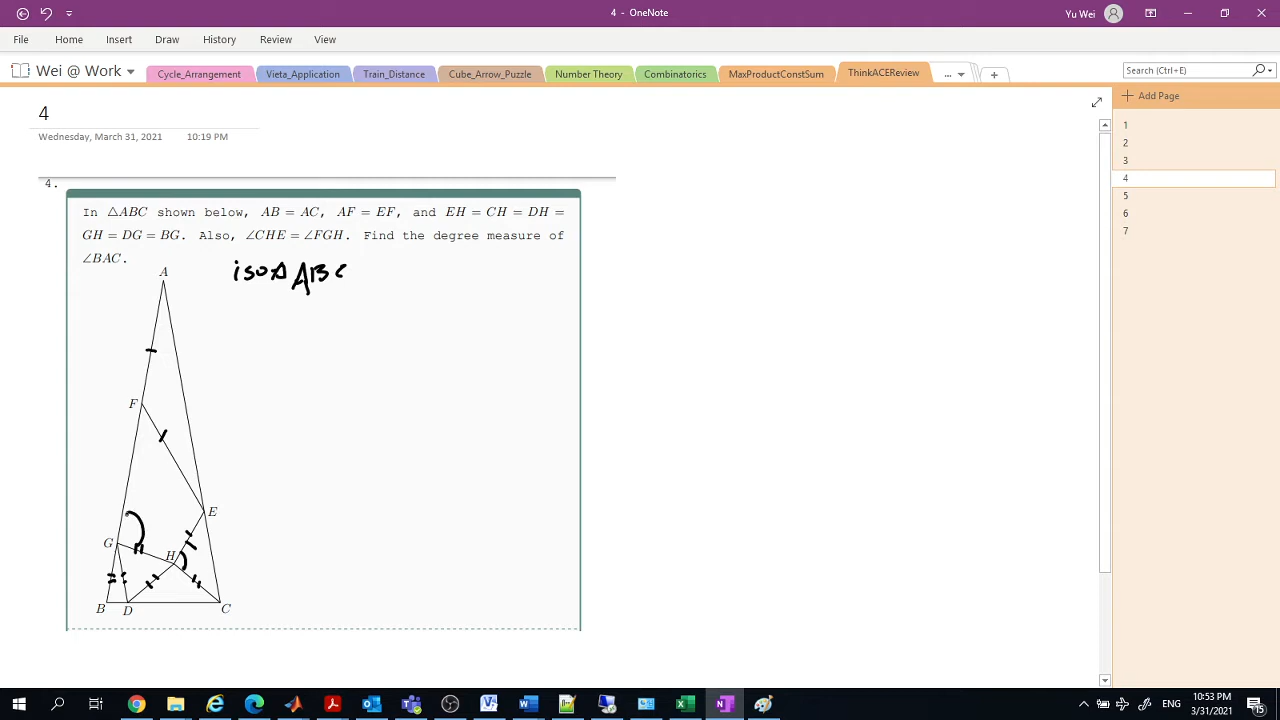 4 - OneNote
Yu Wei
File Home Insert Draw History Review View
Wei @ Work
Cycle_Arrangement
Vieta_Application
Train_Distance
Cube_Arrow_Puzzle
Number Theory
Combinatorics
MaxProductConstSum
ThinkACEReview
...
Search (Ctrl+E)
Add Page
4
Wednesday, March 31, 2021 10:19 PM
1
2
3
4
5
6
7
4.
In △ABC shown below, AB = AC, AF = EF, and EH = CH = DH =
GH = DG = BG. Also, ∠CHE = ∠FGH. Find the degree measure of
∠BAC.
iso△ABC
A
F
E
G
H
B
D
C
ENG
10:53 PM
3/31/2021
15